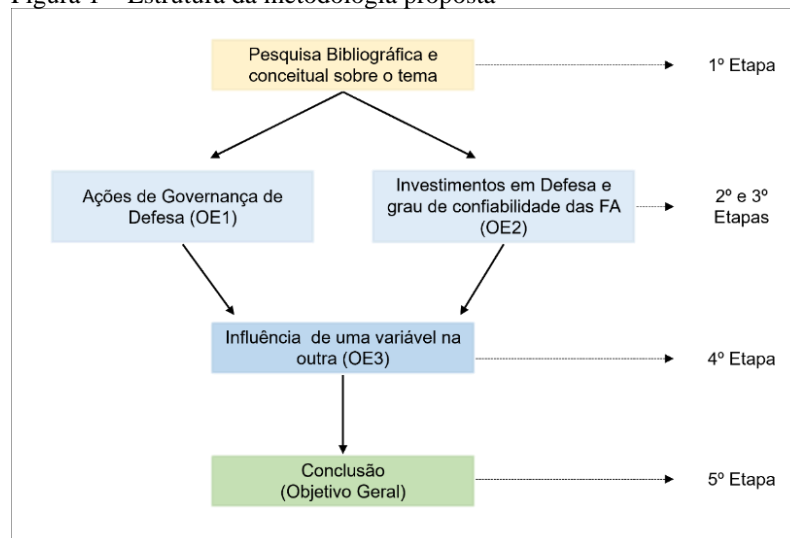 Figura 1 – Estrutura da metodologia proposta
Pesquisa Bibliográfica e
conceitual sobre o tema
1º Etapa
Ações de Governança de
Defesa (OE1)
Investimentos em Defesa e
grau de confiabilidade das FA
(OE2)
2º e 3º
Etapas
Influência de uma variável na
outra (OE3)
4º Etapa
Conclusão
(Objetivo Geral)
5º Etapa